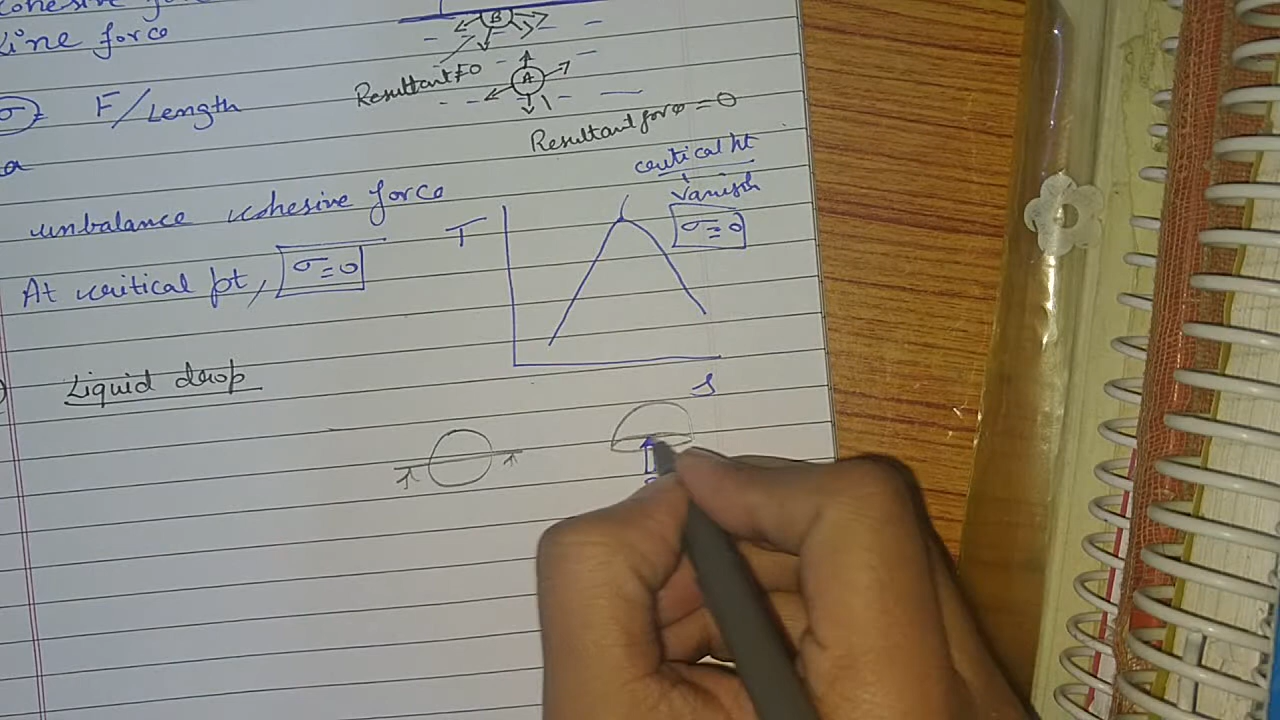 Cohesive
Line force
B
Resultant ≠ 0
A
σ = F/Length
Resultant force = 0
a
critical pt
unbalance cohesive force
vanish
T
σ = 0
At critical pt, σ = 0
s
Liquid drop